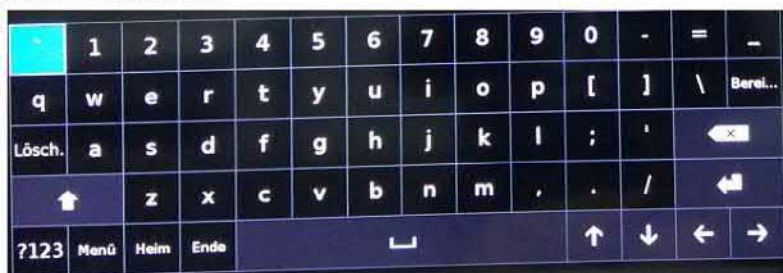 ` 1 2 3 4 5 6 7 8 9 0 - = _
q w e r t y u i o p [ ] \ Berei...
Lösch. a s d f g h j k l ; '
z x c v b n m , . /
?123 Menü Heim Ende